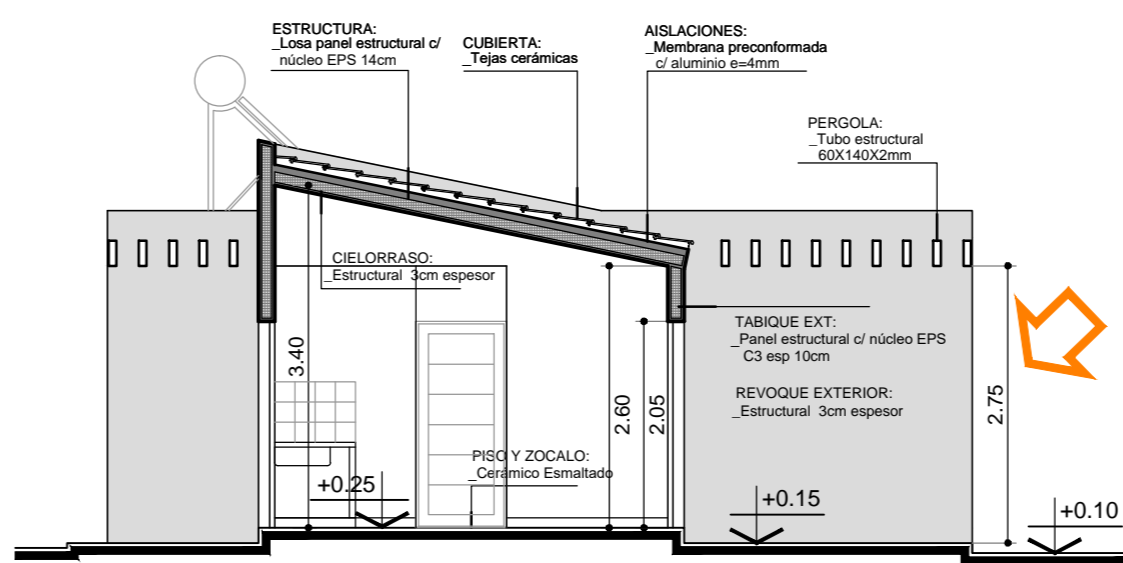 ESTRUCTURA:
_Losa panel estructural c/
núcleo EPS 14cm
CUBIERTA:
_Tejas cerámicas
AISLACIONES:
_Membrana preconformada
c/ aluminio e=4mm
PERGOLA:
_Tubo estructural
60X140X2mm
CIELORRASO:
_Estructural 3cm espesor
TABIQUE EXT:
_Panel estructural c/ núcleo EPS
C3 esp 10cm
REVOQUE EXTERIOR:
_Estructural 3cm espesor
3.40
2.60
2.05
2.75
PISO Y ZOCALO:
_Cerámico Esmaltado
+0.25
+0.15
+0.10